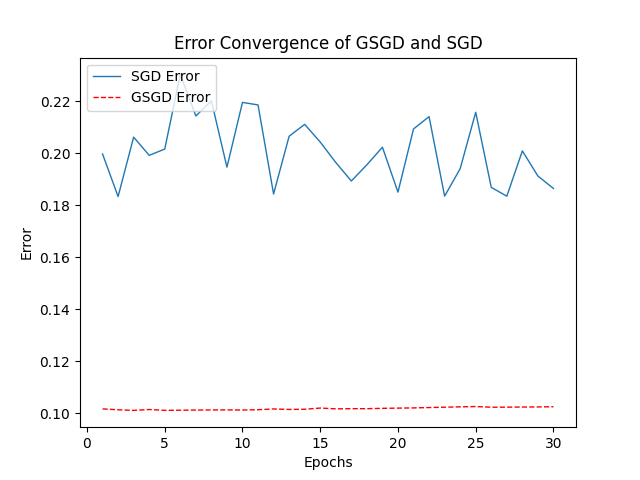 Error Convergence of GSGD and SGD
SGD Error
GSGD Error
0.22
0.20
0.18
0.16
0.14
0.12
0.10
Error
0 5 10 15 20 25 30
Epochs